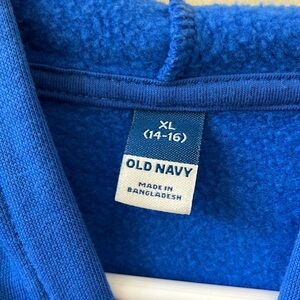 XL
(14-16)
OLD NAVY
MADE IN
BANGLADESH